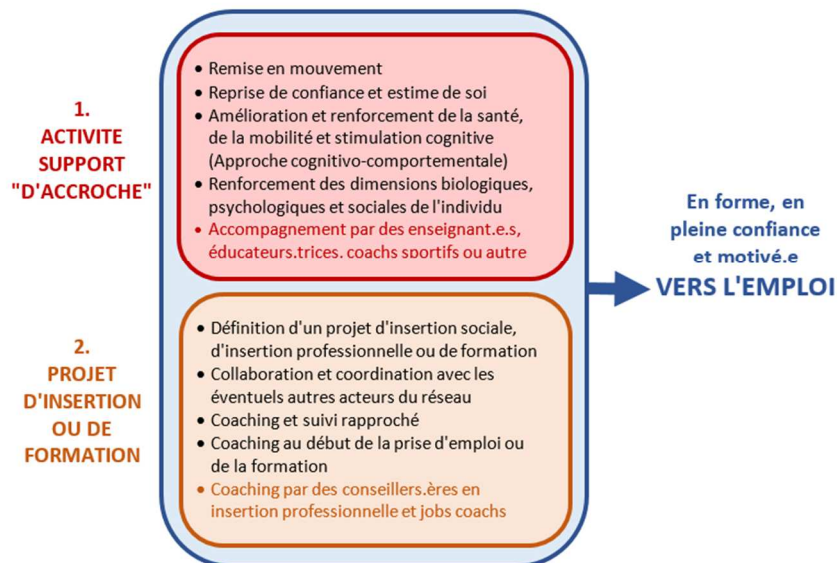 1.
ACTIVITE
SUPPORT
"D'ACCROCHE"
• Remise en mouvement
• Reprise de confiance et estime de soi
• Amélioration et renforcement de la santé,
de la mobilité et stimulation cognitive
(Approche cognitivo-comportementale)
• Renforcement des dimensions biologiques,
psychologiques et sociales de l'individu
• Accompagnement par des enseignant.e.s,
éducateurs.trices, coachs sportifs ou autre
2.
PROJET
D'INSERTION
OU DE
FORMATION
• Définition d'un projet d'insertion sociale,
d'insertion professionnelle ou de formation
• Collaboration et coordination avec les
éventuels autres acteurs du réseau
• Coaching et suivi rapproché
• Coaching au début de la prise d'emploi ou
de la formation
• Coaching par des conseillers.ères en
insertion professionnelle et jobs coachs
En forme, en
pleine confiance
et motivé.e
VERS L'EMPLOI